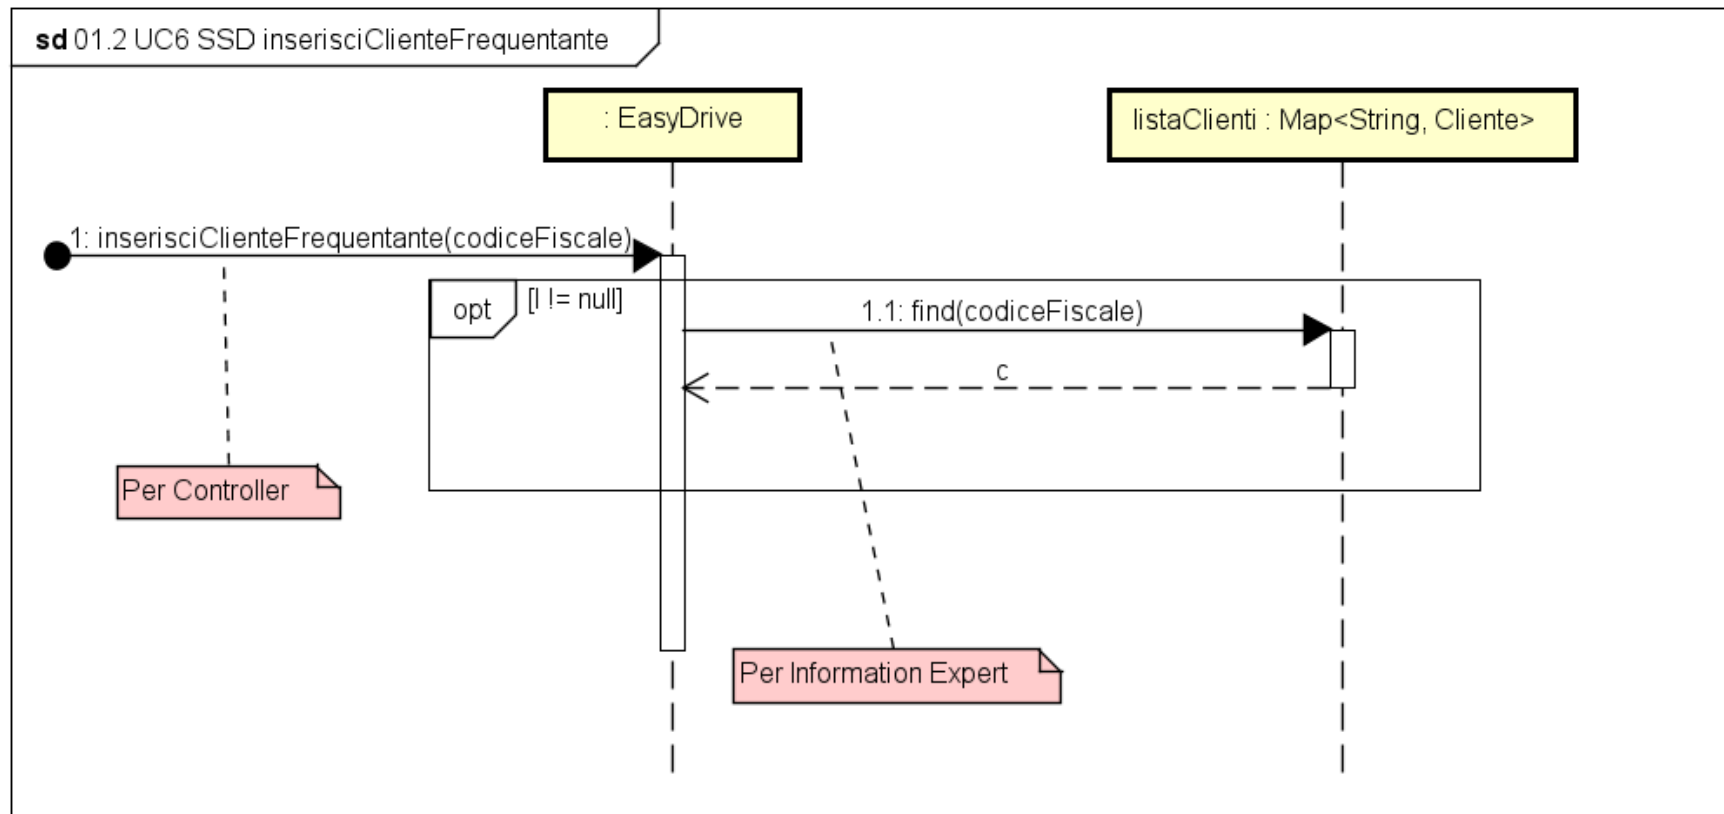 sd 01.2 UC6 SSD inserisciClienteFrequentante
: EasyDrive
listaClienti : Map<String, Cliente>
1: inserisciClienteFrequentante(codiceFiscale)
opt
[l != null]
1.1: find(codiceFiscale)
c
Per Controller
Per Information Expert